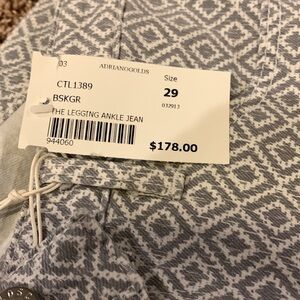 03
ADRIANOGOLDS
CTL1389
Size
BSKGR
29
032913
THE LEGGING ANKLE JEAN
944060
$178.00